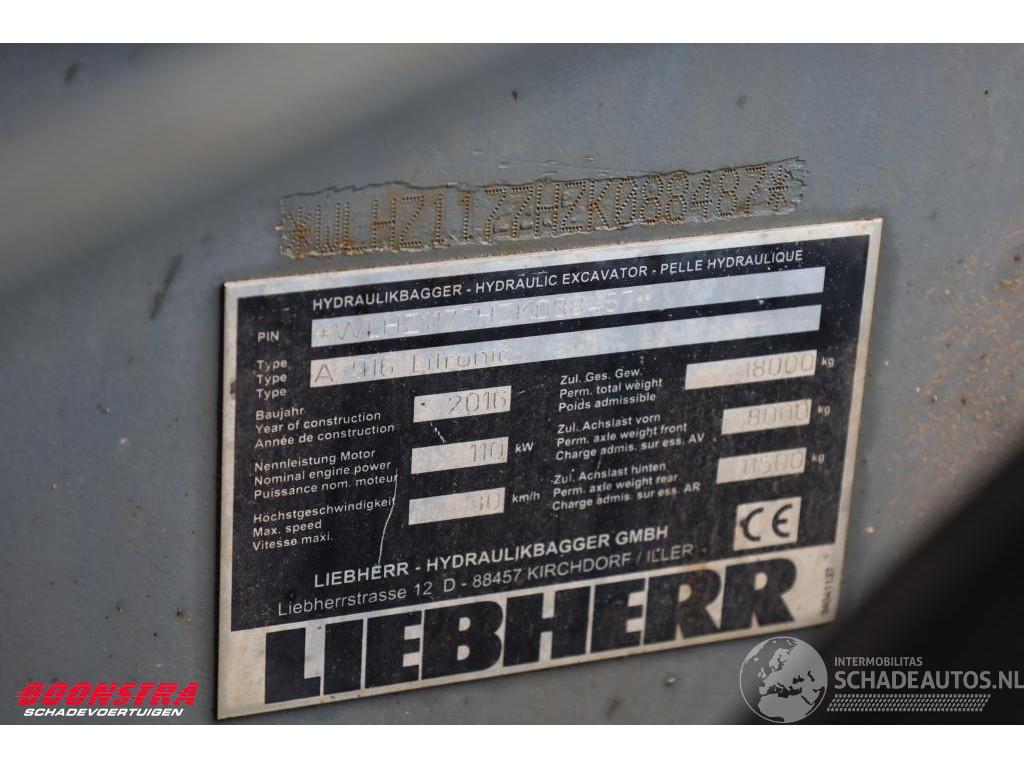 *WLHZ1177HZK088487*
HYDRAULIKBAGGER - HYDRAULIC EXCAVATOR - PELLE HYDRAULIQUE
PIN *WLHZ1177HZK088487*
Type
Type A 916 Litronic
Type
Baujahr
Year of construction 2016
Année de construction
Nennleistung Motor
Nominal engine power 110 kW
Puissance nom. moteur
Höchstgeschwindigkeit
Max. speed 30 km/h
Vitesse maxi.
Zul. Ges. Gew.
Perm. total weight 18000 kg
Poids admissible
Zul. Achslast vorn
Perm. axle weight front 8000 kg
Charge admis. sur ess. AV
Zul. Achslast hinten
Perm. axle weight rear 11500 kg
Charge admis. sur ess. AR
CE
LIEBHERR - HYDRAULIKBAGGER GMBH
Liebherrstrasse 12 D - 88457 KIRCHDORF / ILLER
LIEBHERR
BOONSTRA
SCHADEVOERTUIGEN
INTERMOBILITAS
SCHADEAUTOS.NL